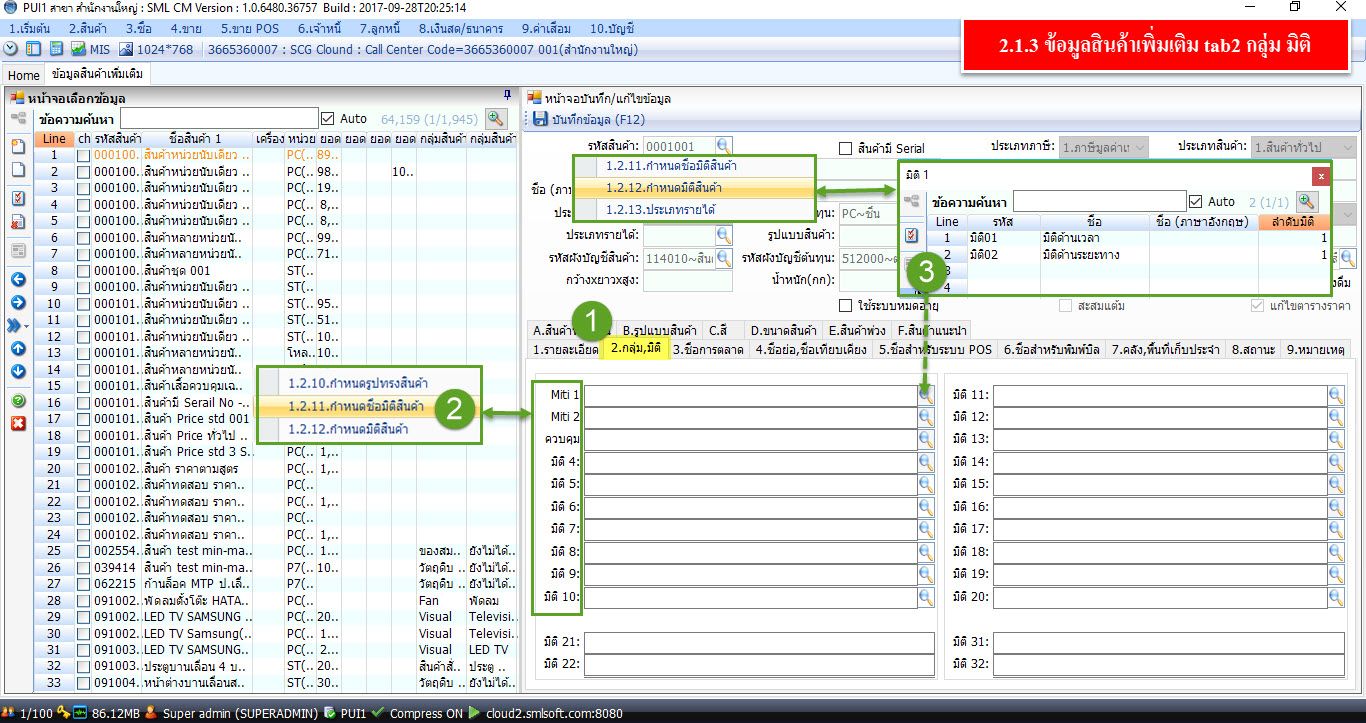 PUI1 สาขา สำนักงานใหญ่ : SML CM Version : 1.0.6480.36757 Build : 2017-09-28T20:25:14
1.เริ่มต้น 2.สินค้า 3.ซื้อ 4.ขาย 5.ขาย POS 6.เจ้าหนี้ 7.ลูกหนี้ 8.เงินสด/ธนาคาร 9.ค่าเสื่อม 10.บัญชี
MIS 1024*768 3665360007 : SCG Clound : Call Center Code=3665360007 001(สำนักงานใหญ่)
2.1.3 ข้อมูลสินค้าเพิ่มเติม tab2 กลุ่ม มิติ
Home ข้อมูลสินค้าเพิ่มเติม
หน้าจอเลือกข้อมูล
ข้อความค้นหา Auto 64,159 (1/1,945)
Line ch รหัสสินค้า ชื่อสินค้า 1 เครื่อง หน่วย ยอด ยอด ยอด ยอด กลุ่มสินค้า กลุ่มสินค้า
1 000100.. สินค้าหน่วยนับเดียว .. PC(.. 89..
2 000100.. สินค้าหน่วยนับเดียว .. PC(.. 98.. 10..
3 000100.. สินค้าหน่วยนับเดียว .. PC(.. 19..
4 000100.. สินค้าหน่วยนับเดียว .. PC(.. 8,..
5 000100.. สินค้าหน่วยนับเดียว .. PC(.. 8,..
6 000100.. สินค้าหลายหน่วยนั.. PC(.. 99..
7 000100.. สินค้าหลายหน่วยนั.. PC(.. 71..
8 000100.. สินค้าชุด 001 ST(..
9 000101.. สินค้าหน่วยนับเดียว .. ST(..
10 000101.. สินค้าหน่วยนับเดียว .. ST(.. 95..
11 000101.. สินค้าหน่วยนับเดียว .. ST(.. 51..
12 000101.. สินค้าหน่วยนับเดียว .. ST(.. 10..
13 000101.. สินค้าหลายหน่วยนั.. โหล.. 10..
14 000101.. สินค้าหลายหน่วยนั..
15 000101.. สินค้าเสื้อควบคุมเฉ..
16 000101.. สินค้ามี Serail No -..
17 000101.. สินค้า Price std 001
18 000101.. สินค้า Price ทั่วไป ..
19 000101.. สินค้า Price std 3 S.. PC(.. 1,..
20 000102.. สินค้า ราคาตามสูตร PC(.. 1,..
21 000102.. สินค้าทดสอบ ราคา.. PC(..
22 000102.. สินค้าทดสอบ ราคา.. PC(.. 1,..
23 000102.. สินค้าทดสอบ ราคา.. PC(..
24 000102.. สินค้าทดสอบ ราคา.. PC(.. 1,..
25 002554.. สินค้า test min-ma.. PC(.. 1... ของสม.. ยังไม่ได้..
26 039414 สินค้า test min-ma.. P7(.. 10.. วัตถุดิบ .. ยังไม่ได้..
27 062215 ก้านล็อค MTP ป.เลื่.. P7(.. วัตถุดิบ .. ยังไม่ได้..
28 091002.. พัดลมตั้งโต๊ะ HATA.. PC(.. Fan พัดลม
29 091002.. LED TV SAMSUNG .. PC(.. 20.. Visual Televisi..
30 091002.. LED TV Samsung(.. PC(.. 1... Visual Televisi..
31 091003.. LED TV SAMSUNG .. PC(.. 2... Visual LED TV
32 091003.. ประตูบานเลื่อน 4 บ.. ST(.. 20.. สินค้าสั่.. ประตู ..
33 091004.. หน้าต่างบานเลื่อนส.. ST(.. 30.. วัตถุดิบ .. ยังไม่ได้..
1.2.10.กำหนดรูปทรงสินค้า
1.2.11.กำหนดชื่อมิติสินค้า 2
1.2.12.กำหนดมิติสินค้า
หน้าจอบันทึก/แก้ไขข้อมูล
บันทึกข้อมูล (F12)
รหัสสินค้า: 0001001 สินค้ามี Serial ประเภทภาษี: 1.ภาษีมูลค่าเ ประเภทสินค้า: 1.สินค้าทั่วไป
1.2.11.กำหนดชื่อมิติสินค้า
ชื่อ (ภา 1.2.12.กำหนดมิติสินค้า
1.2.13.ประเภทรายได้ ทุน: PC~ชิ้น
มิติ 1 x
ข้อความค้นหา Auto 2 (1/1)
Line รหัส ชื่อ ชื่อ (ภาษาอังกฤษ) ลำดับมิติ
1 มิติ01 มิติด้านเวลา 1
2 มิติ02 มิติด้านระยะทาง 1
3
4
ประเภทรายได้: รูปแบบสินค้า:
รหัสผังบัญชีสินค้า: 114010~สิน รหัสผังบัญชีต้นทุน: 512000~ต
กว้างxยาวxสูง: น้ำหนัก(กก):
3
ใช้ระบบหมดอายุ สะสมแต้ม แก้ไขตารางราคา
1
B.รูปแบบสินค้า C.สี D.ขนาดสินค้า E.สินค้าพ่วง F.สินค้าแนะนำ
1.รายละเอียด 2.กลุ่ม,มิติ 3.ชื่อการตลาด 4.ชื่อย่อ,ชื่อเทียบเคียง 5.ชื่อสำหรับระบบ POS 6.ชื่อสำหรับพิมพ์บิล 7.คลัง,พื้นที่เก็บประจำ 8.สถานะ 9.หมายเหตุ
Miti 1 มิติ 11:
Miti 2 มิติ 12:
ควบคุม มิติ 13:
มิติ 4: มิติ 14:
มิติ 5: มิติ 15:
มิติ 6: มิติ 16:
มิติ 7: มิติ 17:
มิติ 8: มิติ 18:
มิติ 9: มิติ 19:
มิติ 10: มิติ 20:
มิติ 21: มิติ 31:
มิติ 22: มิติ 32:
1/100 86.12MB Super admin (SUPERADMIN) PUI1 Compress ON cloud2.smlsoft.com:8080